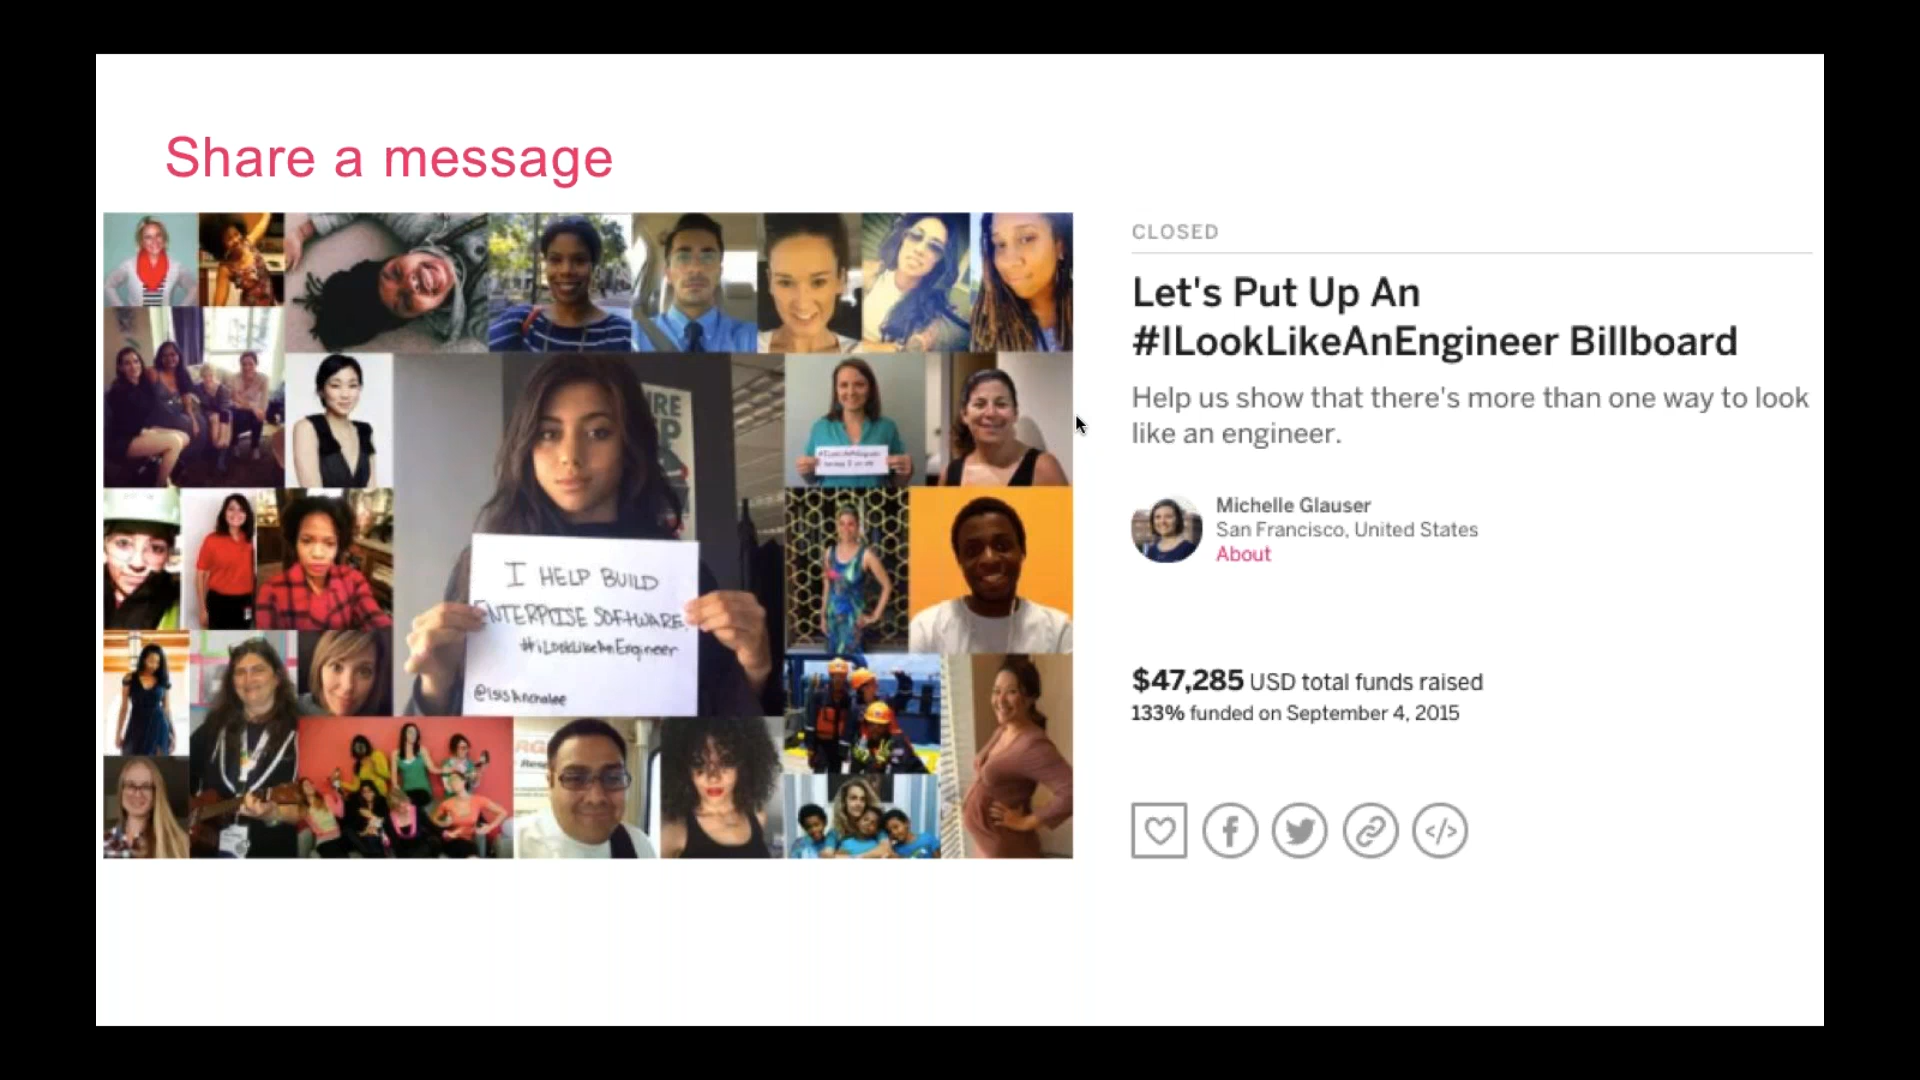 Share a message
CLOSED
Let's Put Up An
#ILookLikeAnEngineer Billboard
Help us show that there's more than one way to look
like an engineer.
Michelle Glauser
San Francisco, United States
About
$47,285 USD total funds raised
133% funded on September 4, 2015
I HELP BUILD
ENTERPRISE SOFTWARE.
#iLookLikeAnEngineer
@isisAnchalee